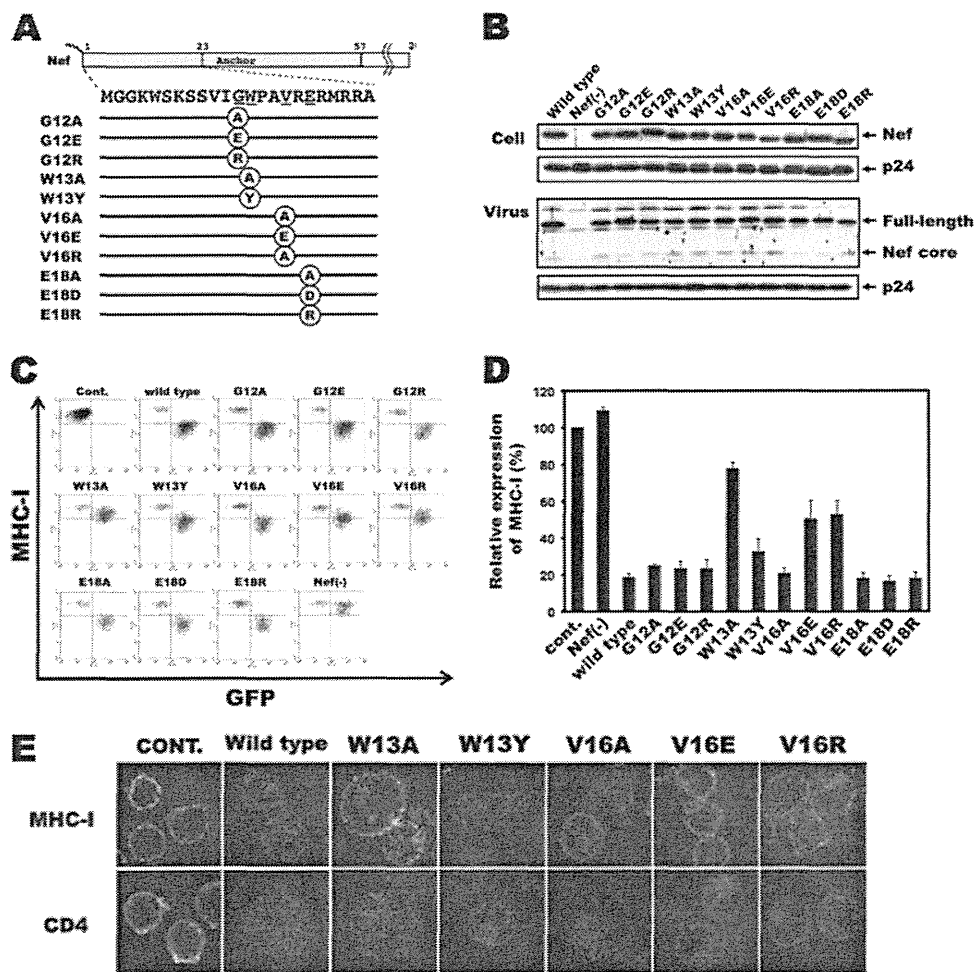 A
1 23 57
Nef Anchor
MGGKWSKSSVIGWPAVRERMRRA
G12A A
G12E E
G12R R
W13A A
W13Y Y
V16A A
V16E E
V16R A
E18A A
E18D D
E18R R
B
Wild type Nef(-) G12A G12E G12R W13A W13Y V16A V16E V16R E18A E18D E18R
Cell ← Nef
← p24
Virus ← Full-length
← Nef core
← p24
C
Cont. wild type G12A G12E G12R
W13A W13Y V16A V16E V16R
E18A E18D E18R Nef(-)
MHC-I
GFP
D
Relative expression
of MHC-I (%)
120
100
80
60
40
20
0
cont. Nef(-) wild type G12A G12E G12R W13A W13Y V16A V16E V16R E18A E18D E18R
E
CONT. Wild type W13A W13Y V16A V16E V16R
MHC-I
CD4